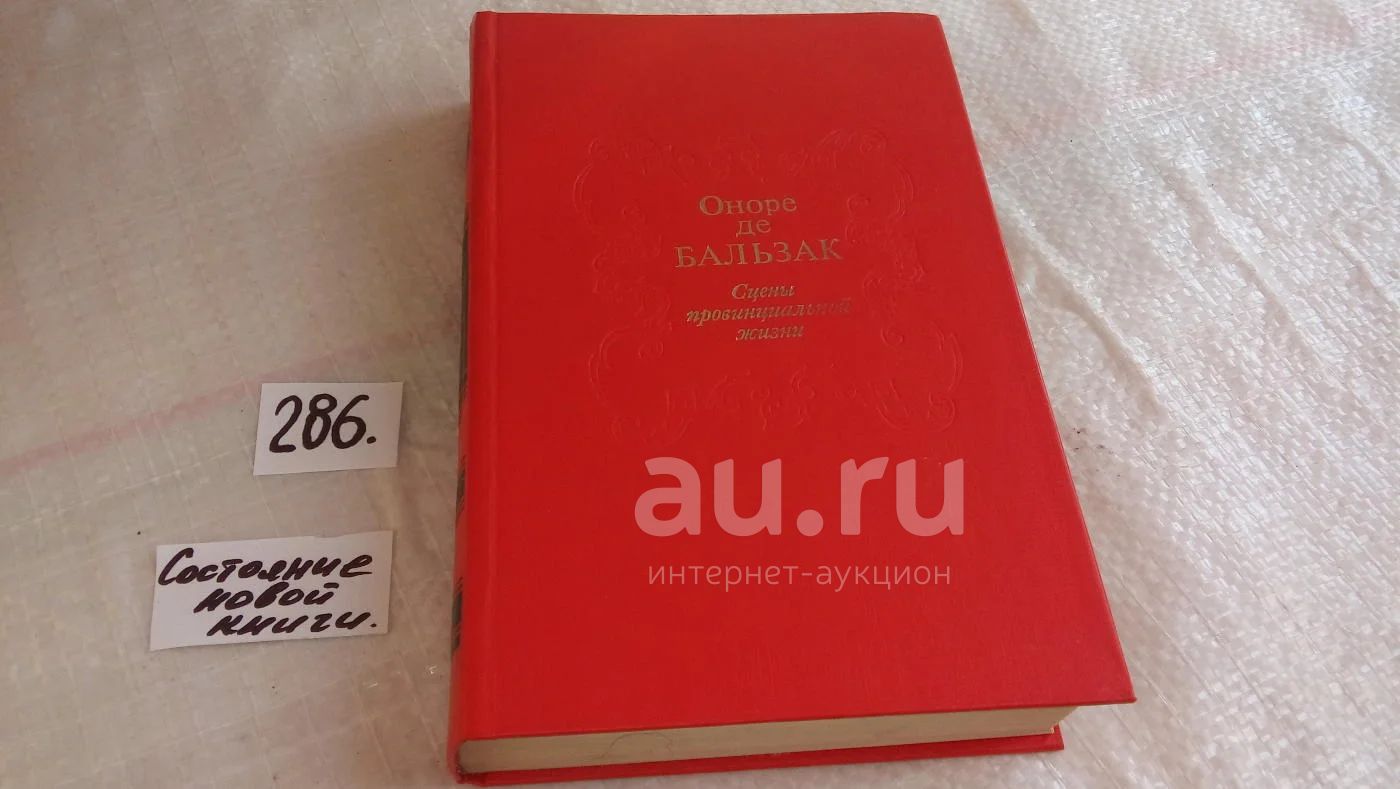 Оноре
де
БАЛЬЗАК
Сцены
провинциальной
жизни
286.
Состояние
новой
книги.
au.ru
интернет-аукцион